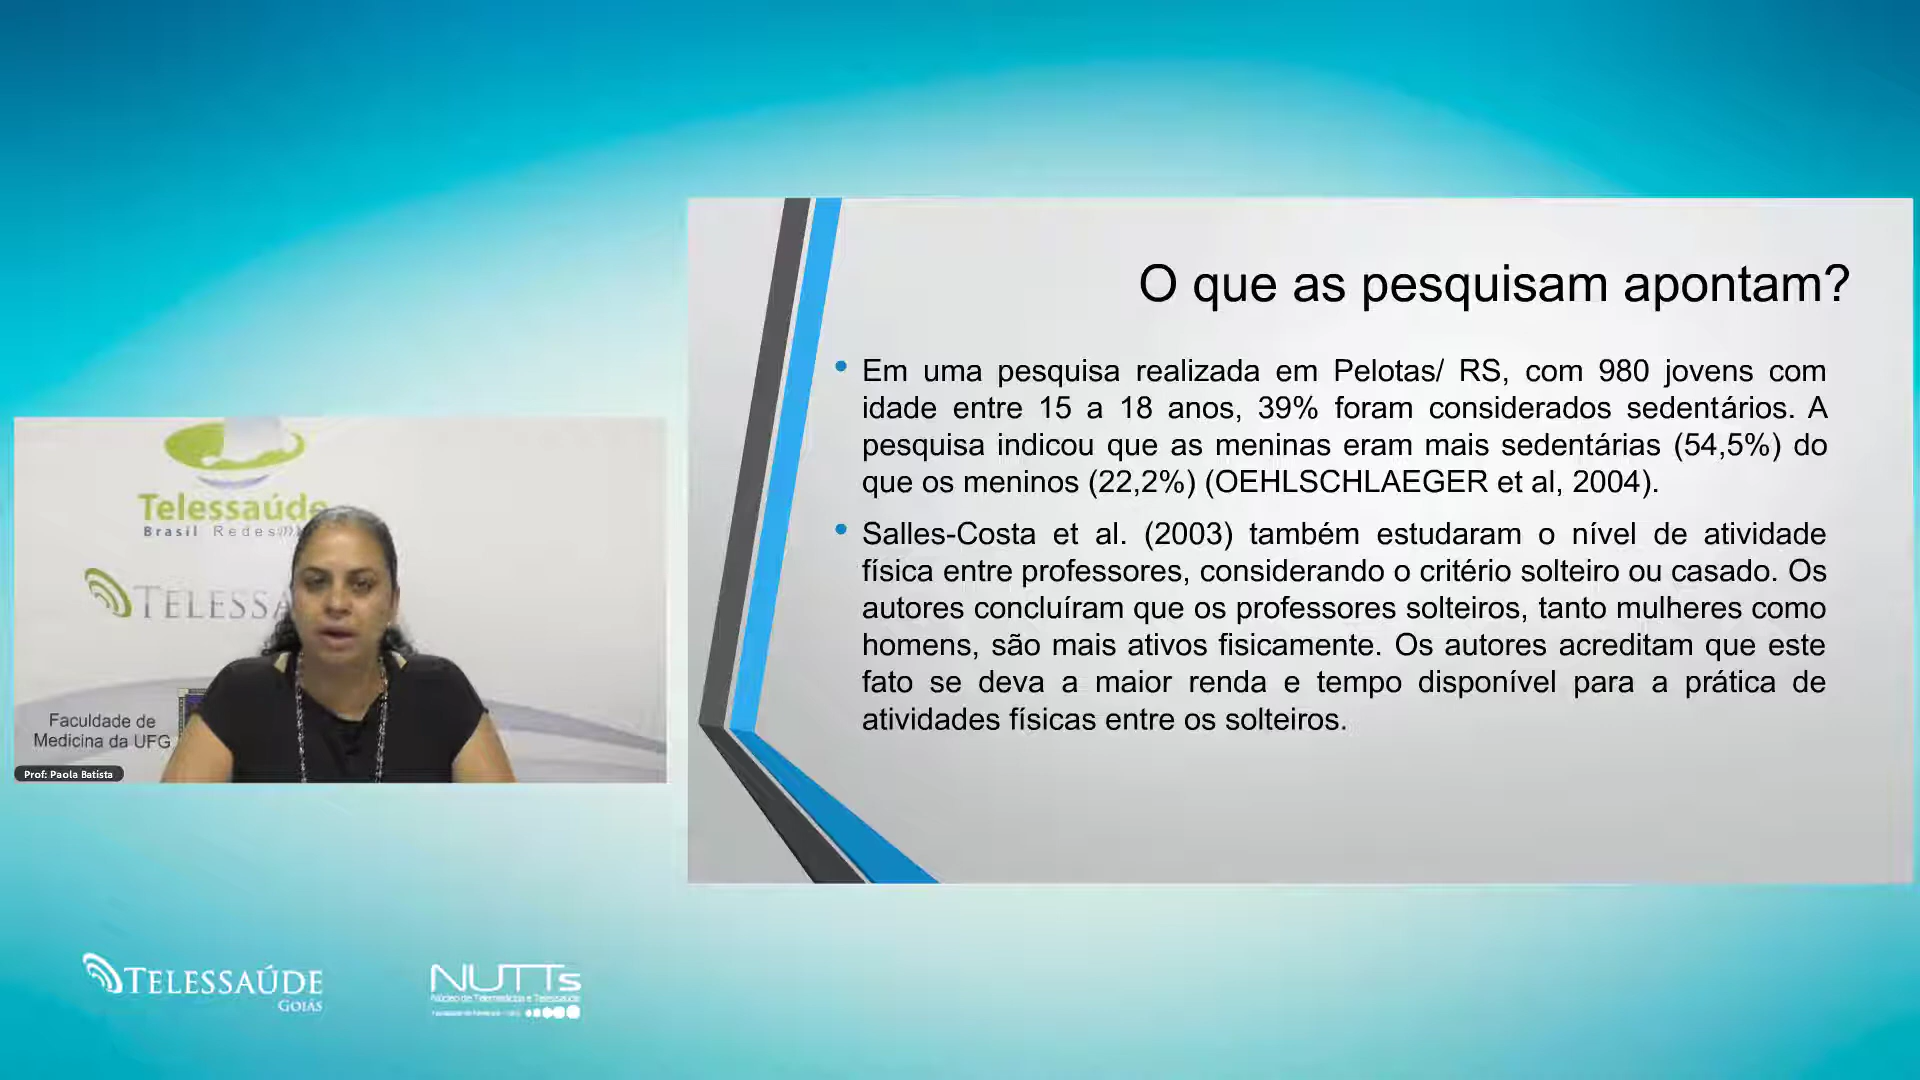 O que as pesquisam apontam?
Em uma pesquisa realizada em Pelotas/ RS, com 980 jovens com
idade entre 15 a 18 anos, 39% foram considerados sedentários. A
pesquisa indicou que as meninas eram mais sedentárias (54,5%) do
que os meninos (22,2%) (OEHLSCHLAEGER et al, 2004).
Salles-Costa et al. (2003) também estudaram o nível de atividade
física entre professores, considerando o critério solteiro ou casado. Os
autores concluíram que os professores solteiros, tanto mulheres como
homens, são mais ativos fisicamente. Os autores acreditam que este
fato se deva a maior renda e tempo disponível para a prática de
atividades físicas entre os solteiros.
Telessaúde
Brasil Redes
TELESSA
Faculdade de
Medicina da UFG
Prof: Paola Batista
TELESSAÚDE
GOIÁS
NUTTs
Núcleo de Telemedicina e Telessaúde